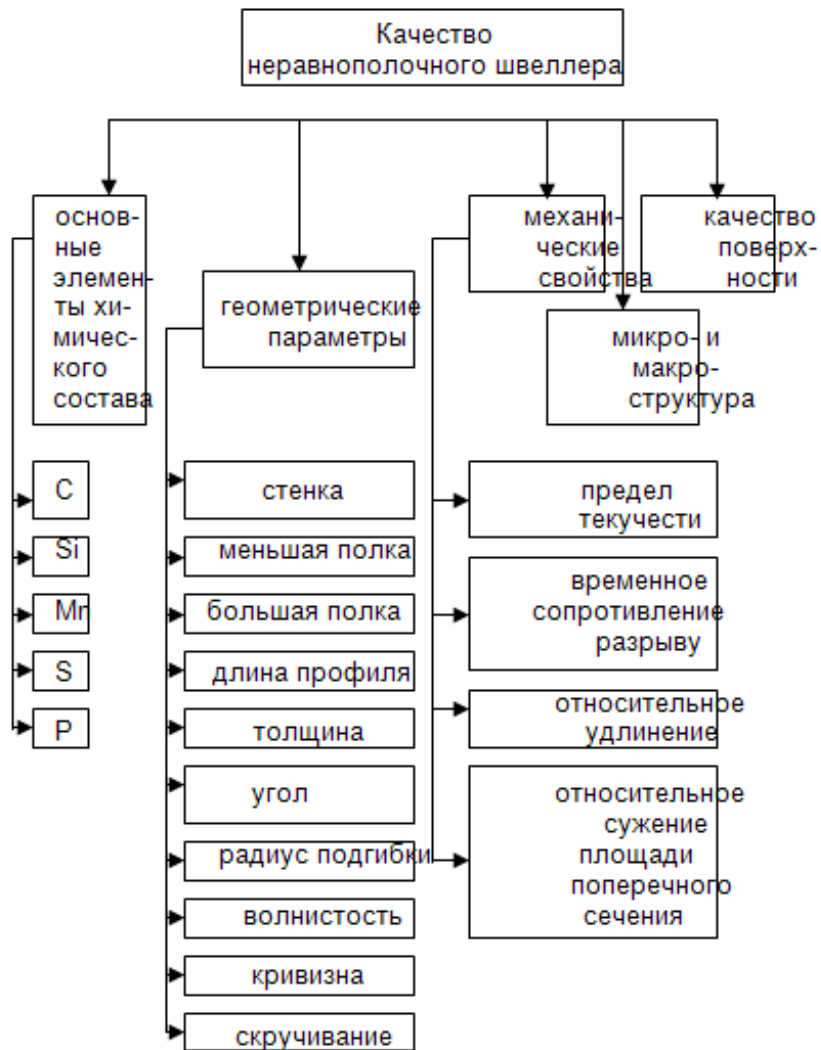 Качество
неравнополочного швеллера
основ-
ные
элемен-
ты хи-
мичес-
кого
состава
геометрические
параметры
механи-
ческие
свойства
качество
поверх-
ности
микро- и
макро-
структура
C
Si
Mn
S
P
стенка
меньшая полка
большая полка
длина профиля
толщина
угол
радиус подгибки
волнистость
кривизна
скручивание
предел
текучести
временное
сопротивление
разрыву
относительное
удлинение
относительное
сужение
площади
поперечного
сечения